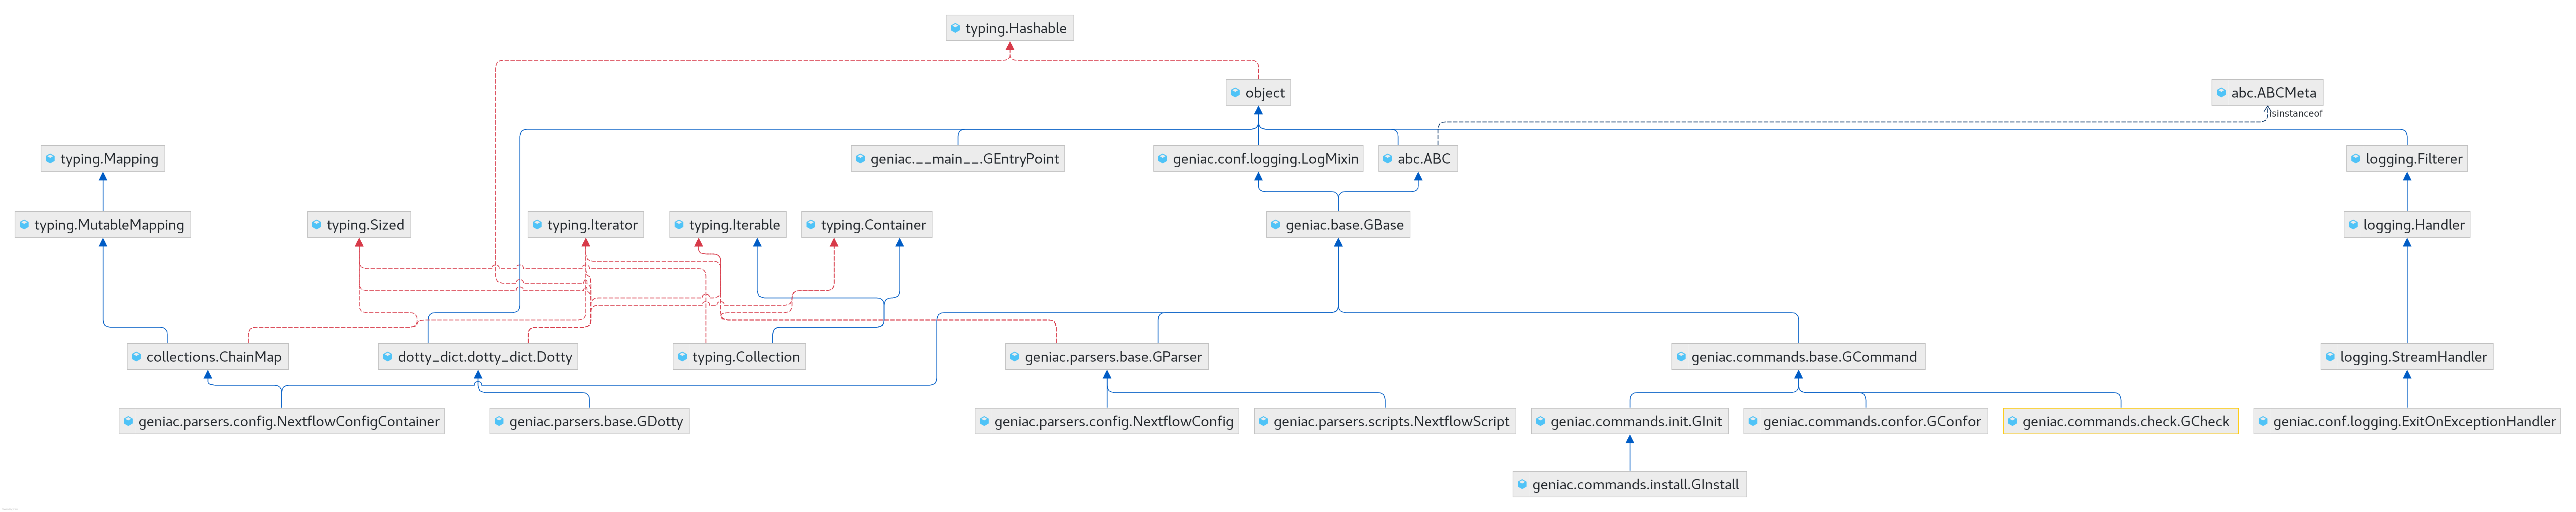 typing.Hashable
object
abc.ABCMeta
isinstanceof
typing.Mapping
geniac.__main__.GEntryPoint
geniac.conf.logging.LogMixin
abc.ABC
logging.Filterer
typing.MutableMapping
typing.Sized
typing.Iterator
typing.Iterable
typing.Container
geniac.base.GBase
logging.Handler
collections.ChainMap
dotty_dict.dotty_dict.Dotty
typing.Collection
geniac.parsers.base.GParser
geniac.commands.base.GCommand
logging.StreamHandler
geniac.parsers.config.NextflowConfigContainer
geniac.parsers.base.GDotty
geniac.parsers.config.NextflowConfig
geniac.parsers.scripts.NextflowScript
geniac.commands.init.GInit
geniac.commands.confor.GConfor
geniac.commands.check.GCheck
geniac.conf.logging.ExitOnExceptionHandler
geniac.commands.install.GInstall